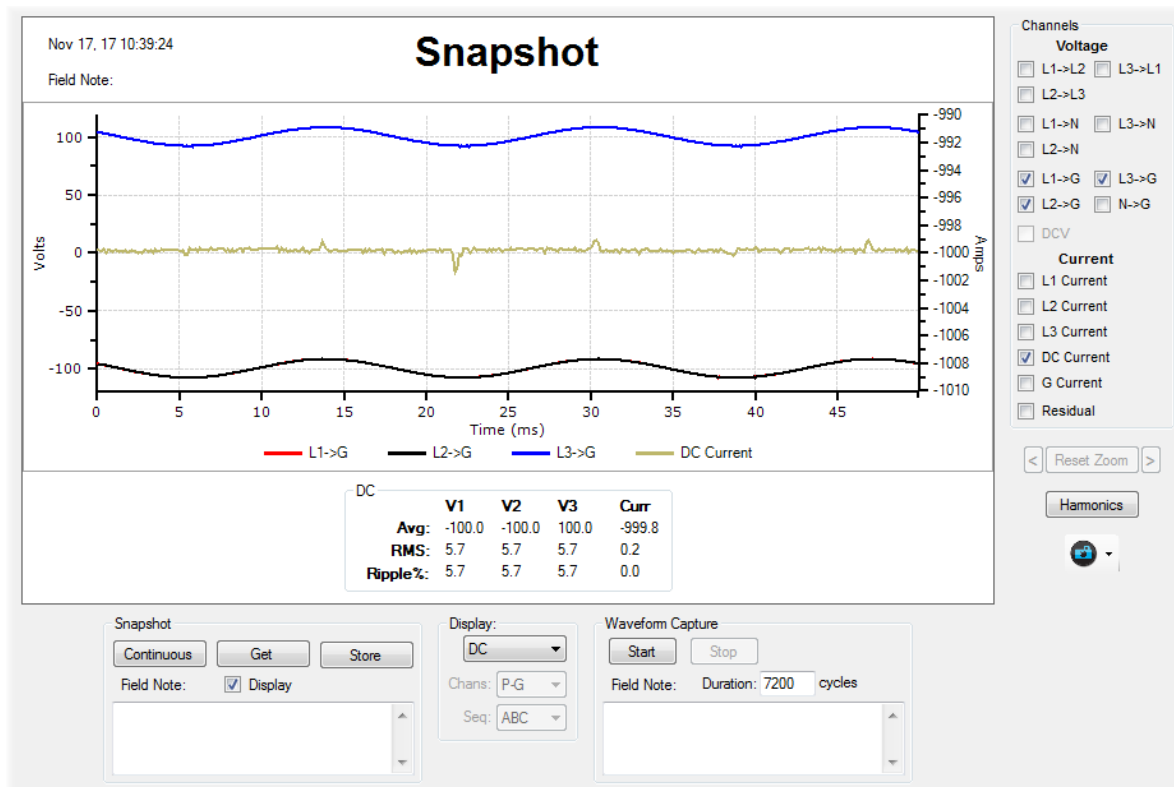 Nov 17, 17 10:39:24
Snapshot
Field Note:
Volts
100
50
0
-50
-100
-990
-992
-994
-996
-998
-1000
-1002
-1004
-1006
-1008
-1010
Amps
0 5 10 15 20 25 30 35 40 45
Time (ms)
L1->G L2->G L3->G DC Current
DC
V1 V2 V3 Curr
Avg: -100.0 -100.0 100.0 -999.8
RMS: 5.7 5.7 5.7 0.2
Ripple%: 5.7 5.7 5.7 0.0
Channels
Voltage
L1->L2 L3->L1
L2->L3
L1->N L3->N
L2->N
L1->G L3->G
L2->G N->G
DCV
Current
L1 Current
L2 Current
L3 Current
DC Current
G Current
Residual
< Reset Zoom >
Harmonics
Snapshot
Continuous Get Store
Field Note: Display
Display:
DC
Chans: P-G
Seq: ABC
Waveform Capture
Start Stop
Field Note: Duration: 7200 cycles